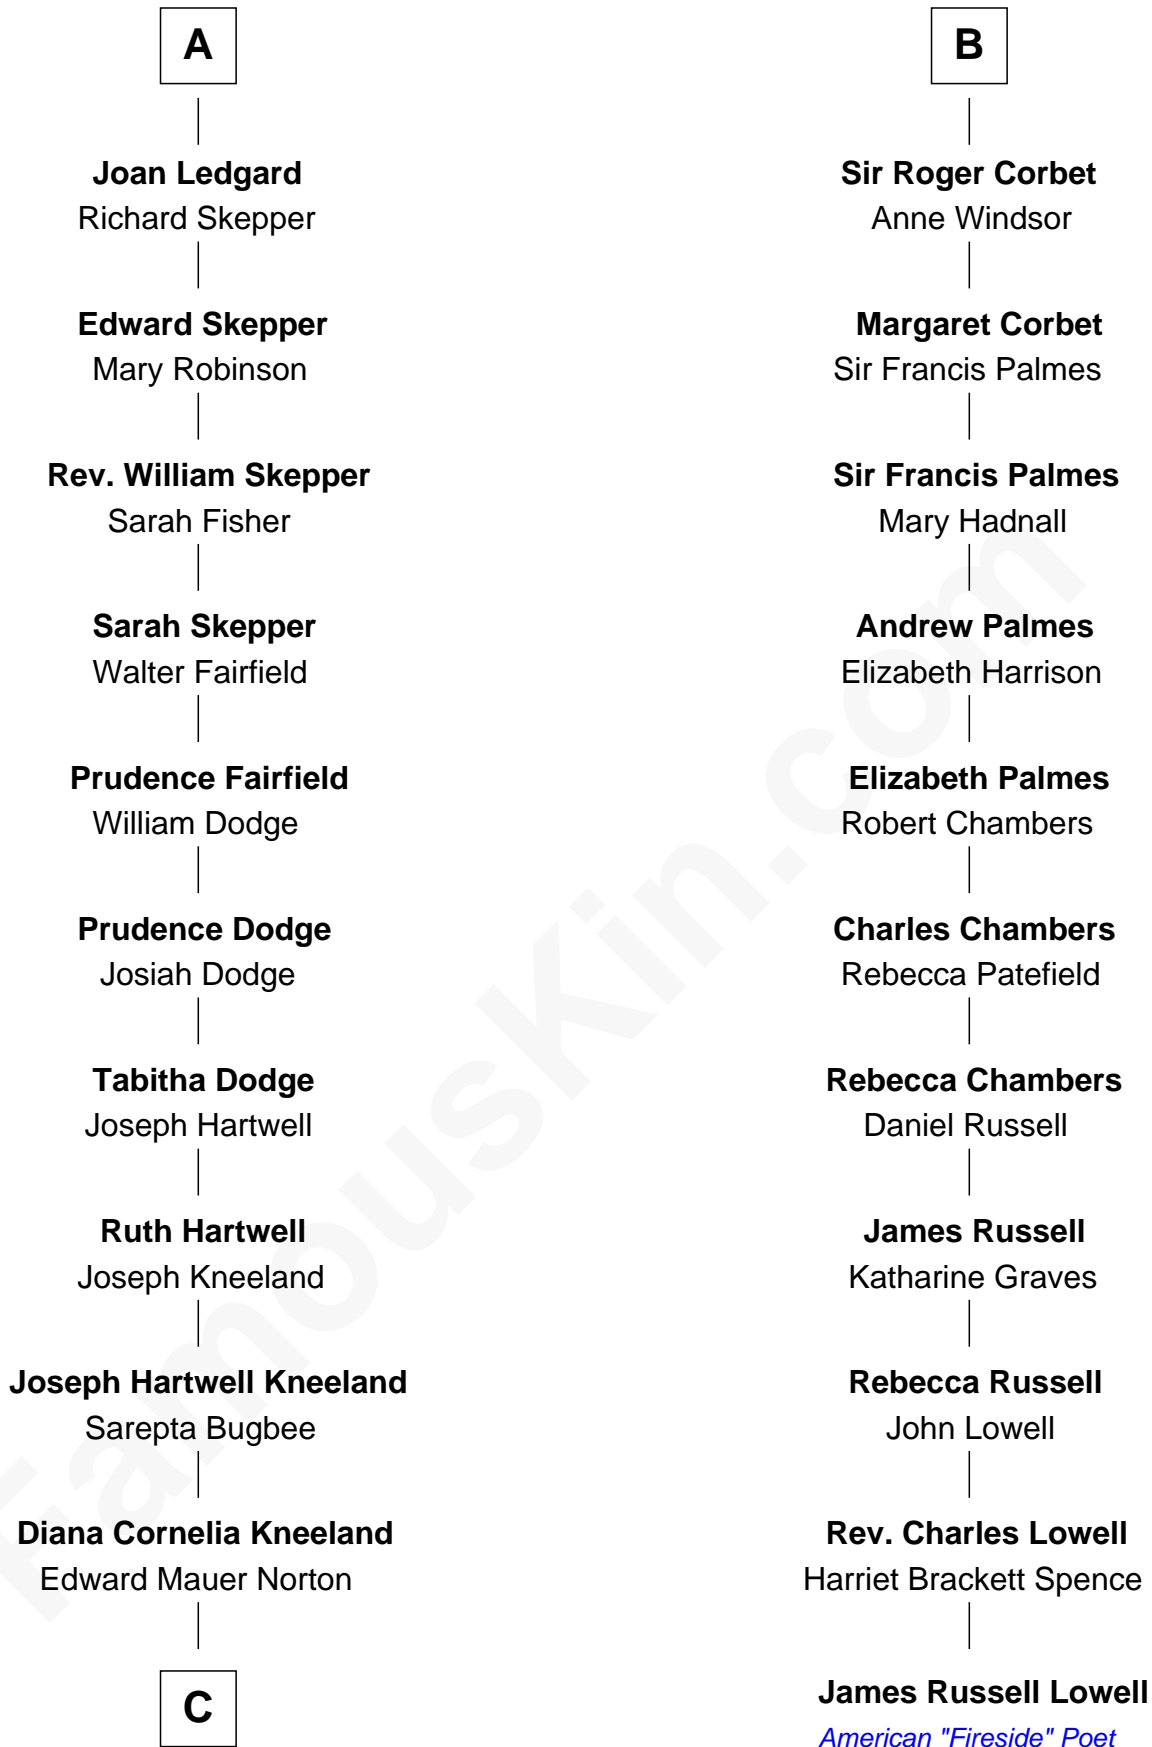 A
Joan Ledgard
Richard Skepper
Edward Skepper
Mary Robinson
Rev. William Skepper
Sarah Fisher
Sarah Skepper
Walter Fairfield
Prudence Fairfield
William Dodge
Prudence Dodge
Josiah Dodge
Tabitha Dodge
Joseph Hartwell
Ruth Hartwell
Joseph Kneeland
Joseph Hartwell Kneeland
Sarepta Bugbee
Diana Cornelia Kneeland
Edward Mauer Norton
C
B
Sir Roger Corbet
Anne Windsor
Margaret Corbet
Sir Francis Palmes
Sir Francis Palmes
Mary Hadnall
Andrew Palmes
Elizabeth Harrison
Elizabeth Palmes
Robert Chambers
Charles Chambers
Rebecca Patefield
Rebecca Chambers
Daniel Russell
James Russell
Katharine Graves
Rebecca Russell
John Lowell
Rev. Charles Lowell
Harriet Brackett Spence
James Russell Lowell
American "Fireside" Poet
FamousKin.com